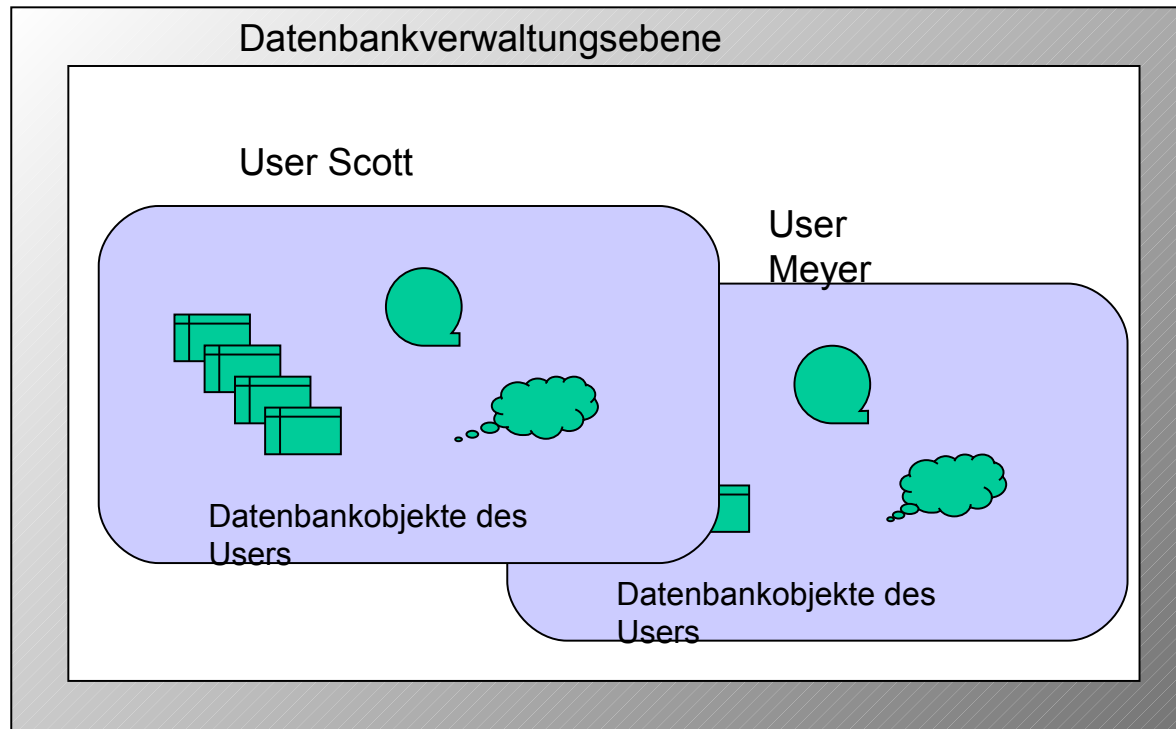 Datenbankverwaltungsebene
User Scott
User
Meyer
Datenbankobjekte des
Users
Datenbankobjekte des
Users